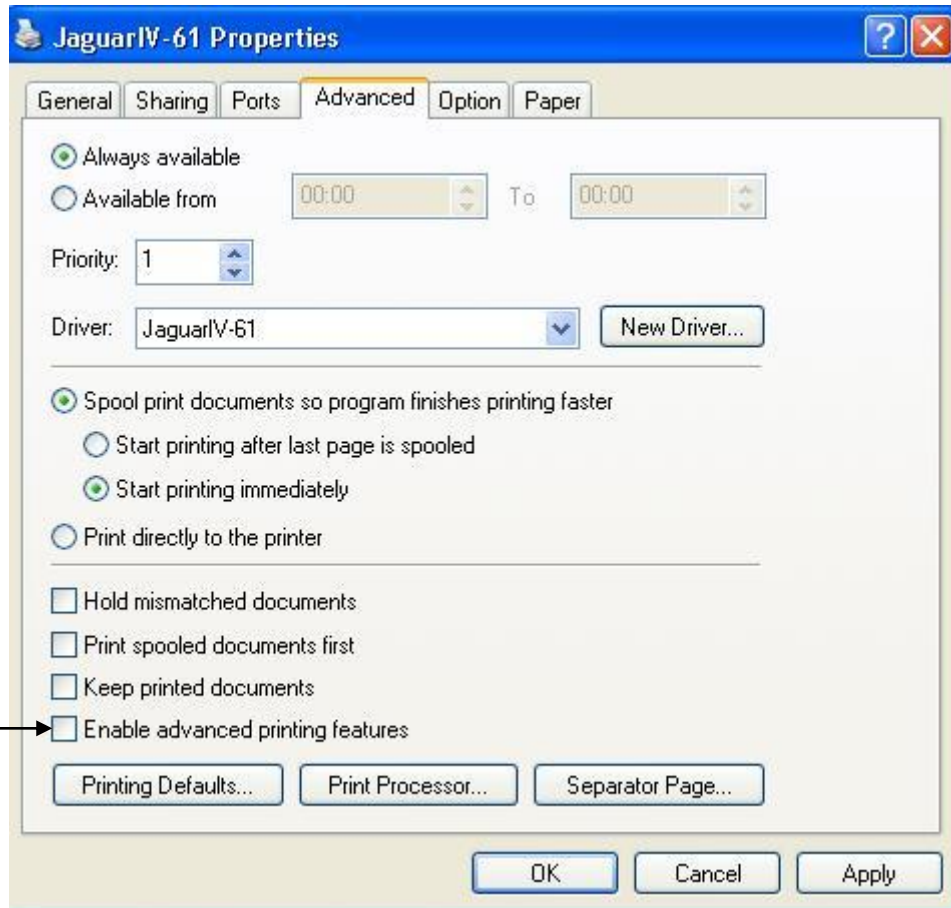 JaguarIV-61 Properties
General Sharing Ports Advanced Option Paper
Always available
Available from 00:00 To 00:00
Priority: 1
Driver: JaguarIV-61 New Driver...
Spool print documents so program finishes printing faster
Start printing after last page is spooled
Start printing immediately
Print directly to the printer
Hold mismatched documents
Print spooled documents first
Keep printed documents
Enable advanced printing features
Printing Defaults... Print Processor... Separator Page...
OK Cancel Apply